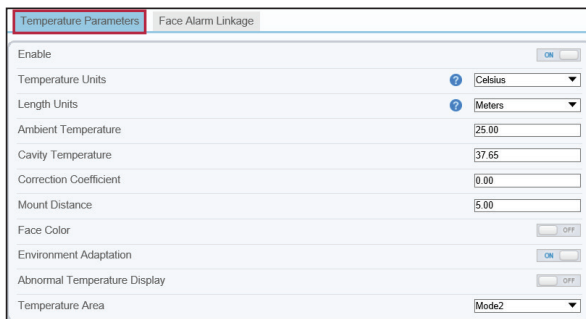 Temperature Parameters Face Alarm Linkage
Enable ON
Temperature Units ? Celsius
Length Units ? Meters
Ambient Temperature 25.00
Cavity Temperature 37.65
Correction Coefficient 0.00
Mount Distance 5.00
Face Color OFF
Environment Adaptation ON
Abnormal Temperature Display OFF
Temperature Area Mode2